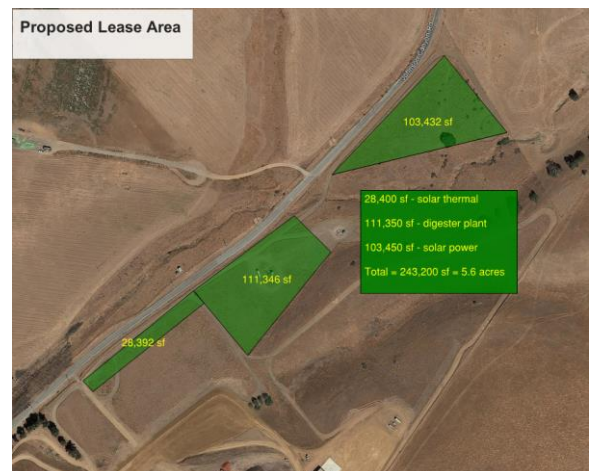 Proposed Lease Area
103,432 sf
28,400 sf - solar thermal
111,350 sf - digester plant
103,450 sf - solar power
Total = 243,200 sf = 5.6 acres
111,346 sf
28,392 sf